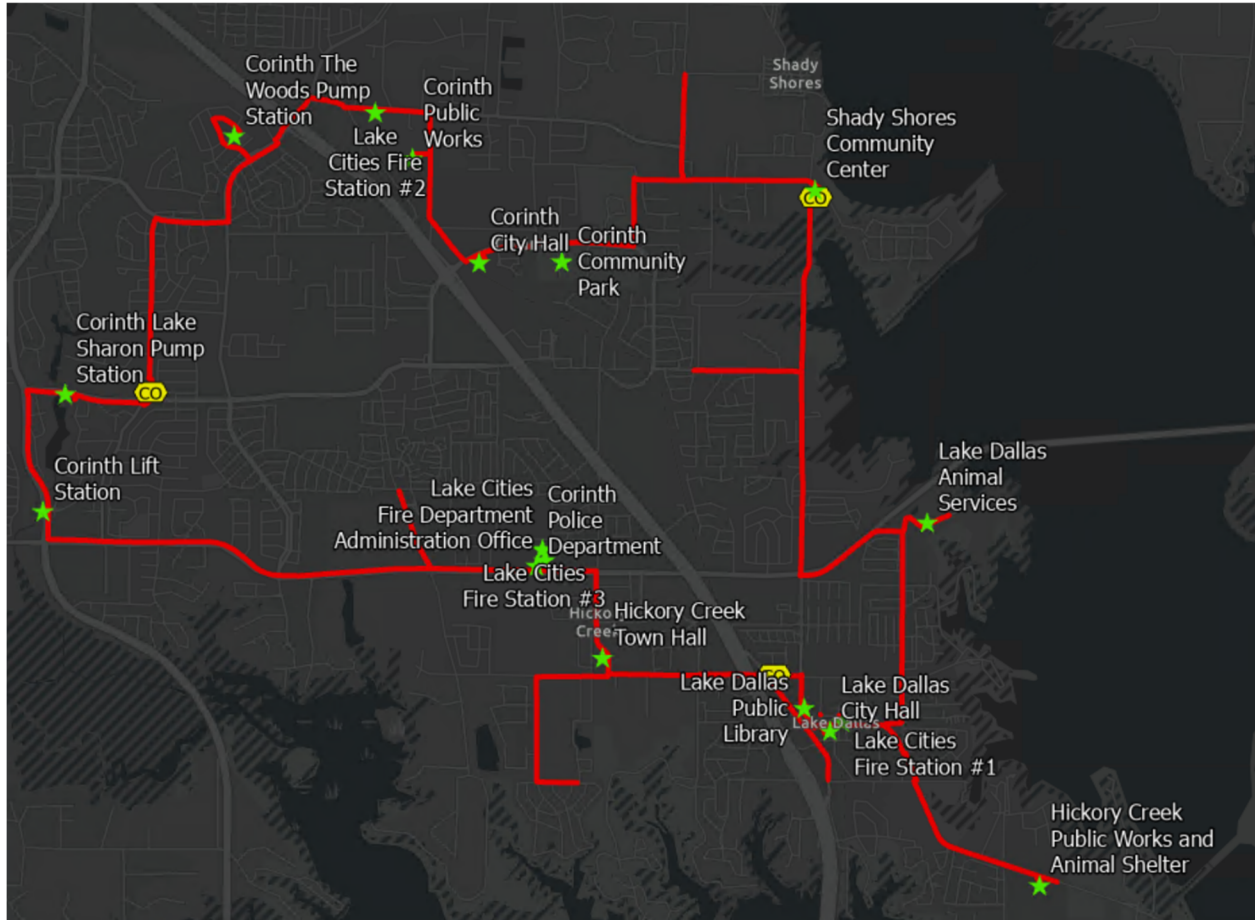 Corinth The
Woods Pump
Station
Corinth
Public
Works
Lake
Cities Fire
Station #2
Shady
Shores
Shady Shores
Community
Center
CO
Corinth
City Hall
Corinth
Community
Park
Corinth Lake
Sharon Pump
Station
CO
Corinth Lift
Station
Lake Cities
Fire Department
Administration Office
Corinth
Police
Department
Lake Dallas
Animal
Services
Lake Cities
Fire Station #3
Hickory Creek
Town Hall
CO
Lake Dallas
Public
Library
Lake Dallas
City Hall
Lake Dallas
Lake Cities
Fire Station #1
Hickory Creek
Public Works and
Animal Shelter